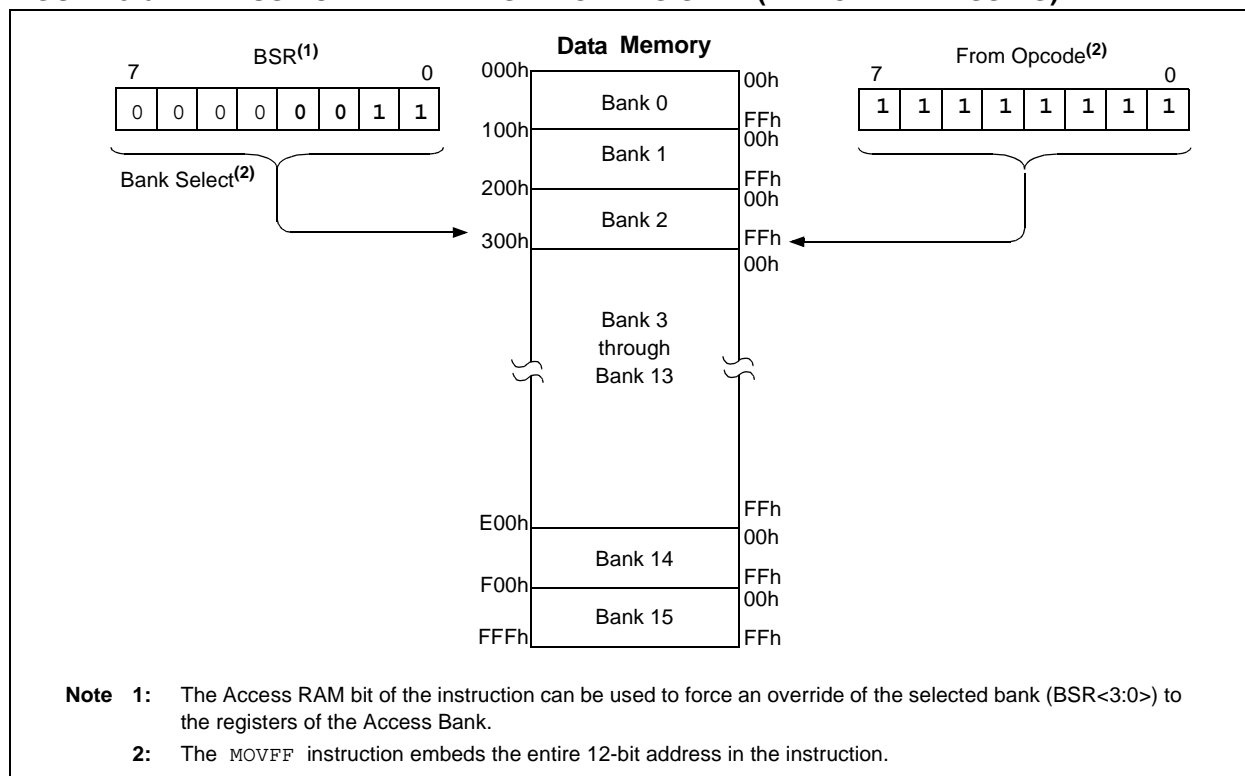 Data Memory
BSR(1)
7 0
0 0 0 0 0 0 1 1
Bank Select(2)
From Opcode(2)
7 0
1 1 1 1 1 1 1 1
000h
Bank 0
00h
FFh
100h
Bank 1
00h
FFh
200h
Bank 2
00h
FFh
300h
00h
Bank 3
through
Bank 13
FFh
E00h
00h
Bank 14
FFh
F00h
00h
Bank 15
FFFh
FFh
Note 1: The Access RAM bit of the instruction can be used to force an override of the selected bank (BSR<3:0>) to
the registers of the Access Bank.
2: The MOVFF instruction embeds the entire 12-bit address in the instruction.